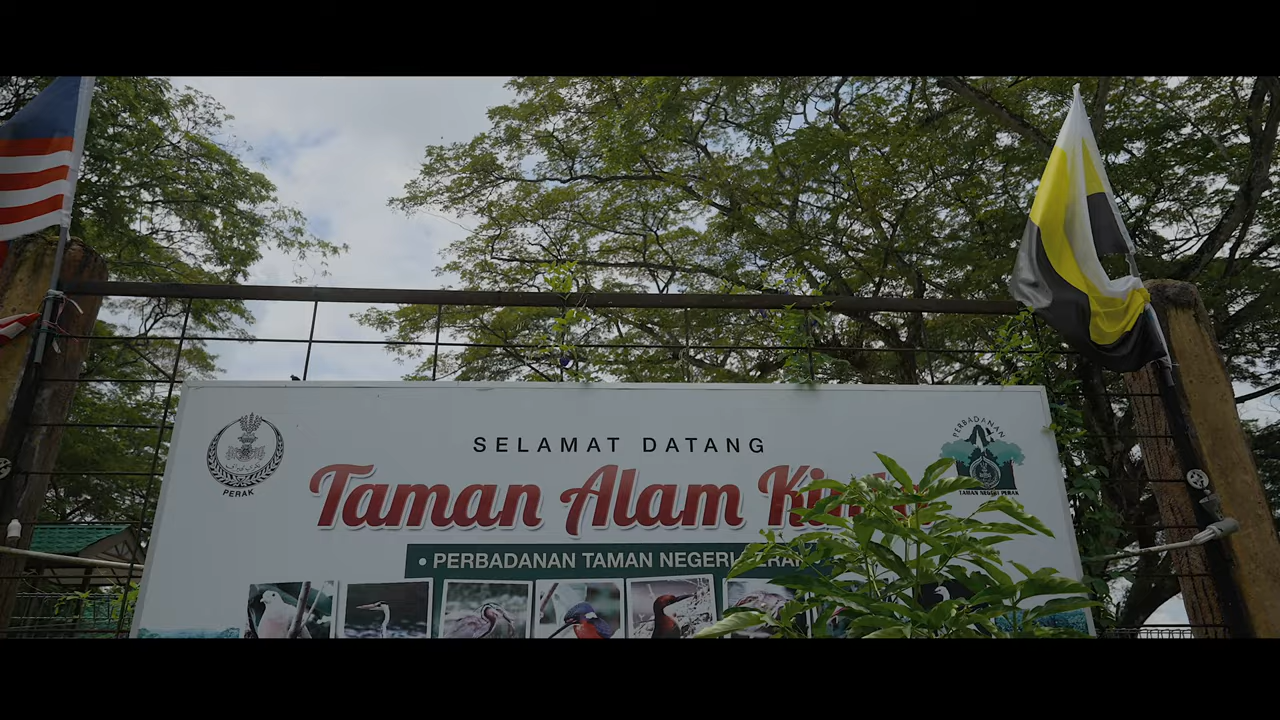 SELAMAT DATANG
Taman Alam
PERBADANAN TAMAN NEGERI
PERAK
PERBADANAN
TAMAN NEGERI PERAK